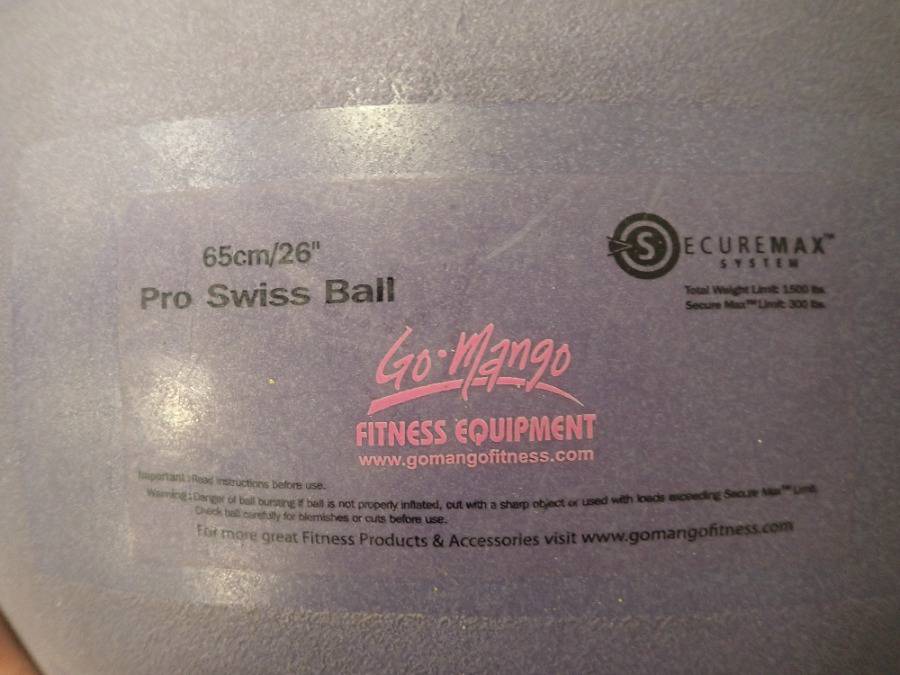 65cm/26"
Pro Swiss Ball
SECUREMAX™
SYSTEM
Total Weight Limit: 1500 lbs.
Secure Max™ Limit: 300 lbs.
Go·Mango
FITNESS EQUIPMENT
www.gomangofitness.com
Important : Read instructions before use.
Warning : Danger of ball bursting if ball is not properly inflated, cut with a sharp object or used with loads exceeding Secure Max™ Limit.
Check ball carefully for blemishes or cuts before use.
For more great Fitness Products & Accessories visit www.gomangofitness.com